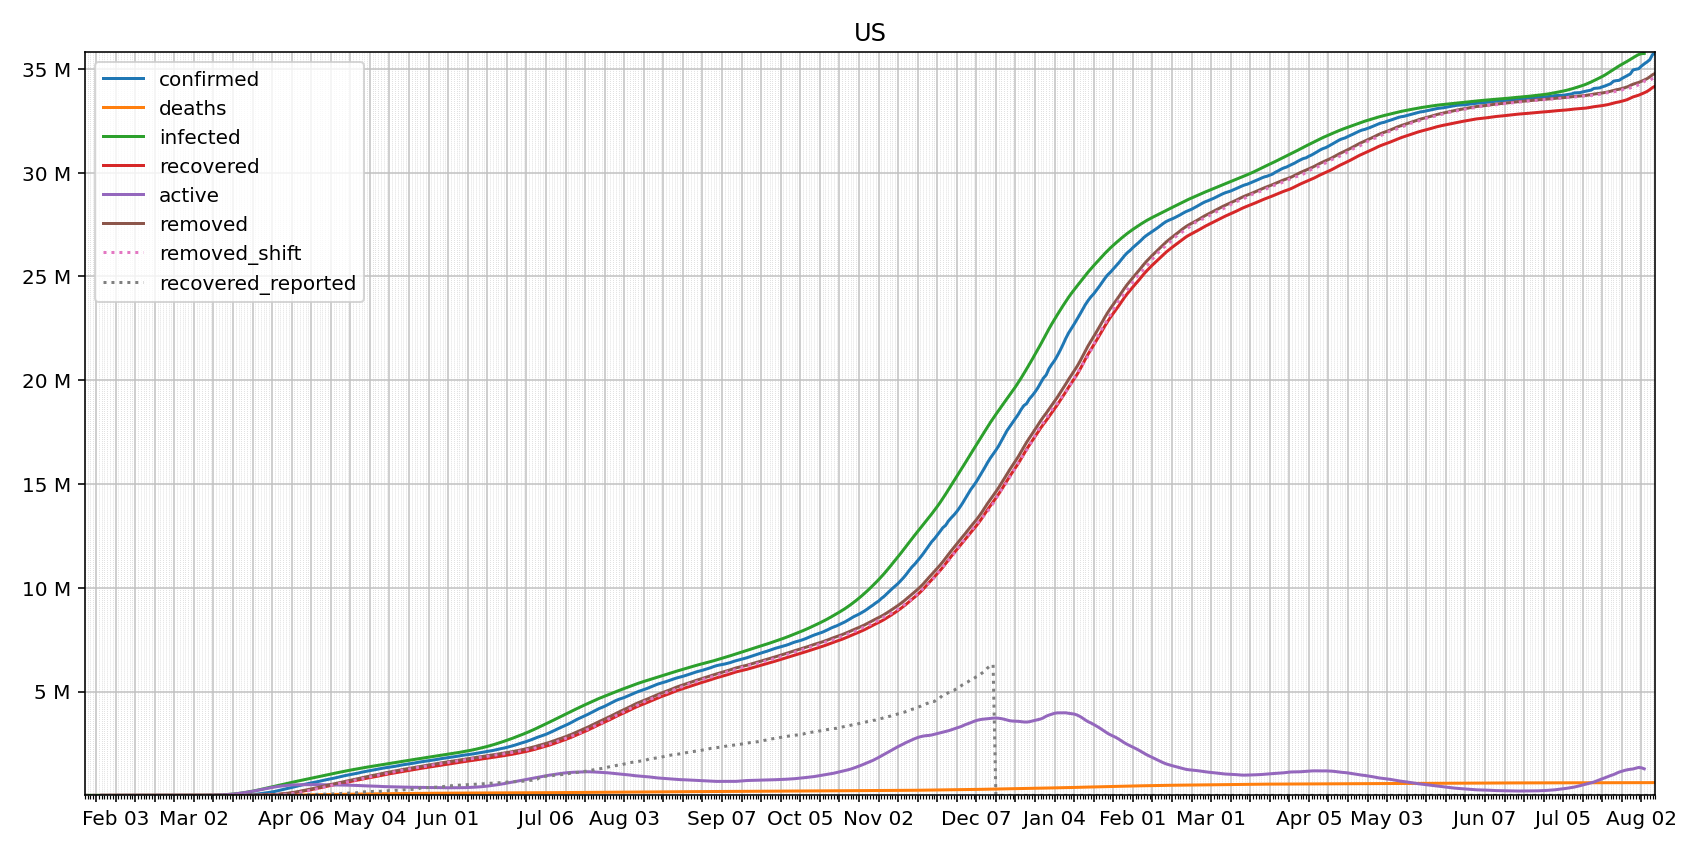 US
35 M
30 M
25 M
20 M
15 M
10 M
5 M
confirmed
deaths
infected
recovered
active
removed
removed_shift
recovered_reported
Feb 03 Mar 02 Apr 06 May 04 Jun 01 Jul 06 Aug 03 Sep 07 Oct 05 Nov 02 Dec 07 Jan 04 Feb 01 Mar 01 Apr 05 May 03 Jun 07 Jul 05 Aug 02